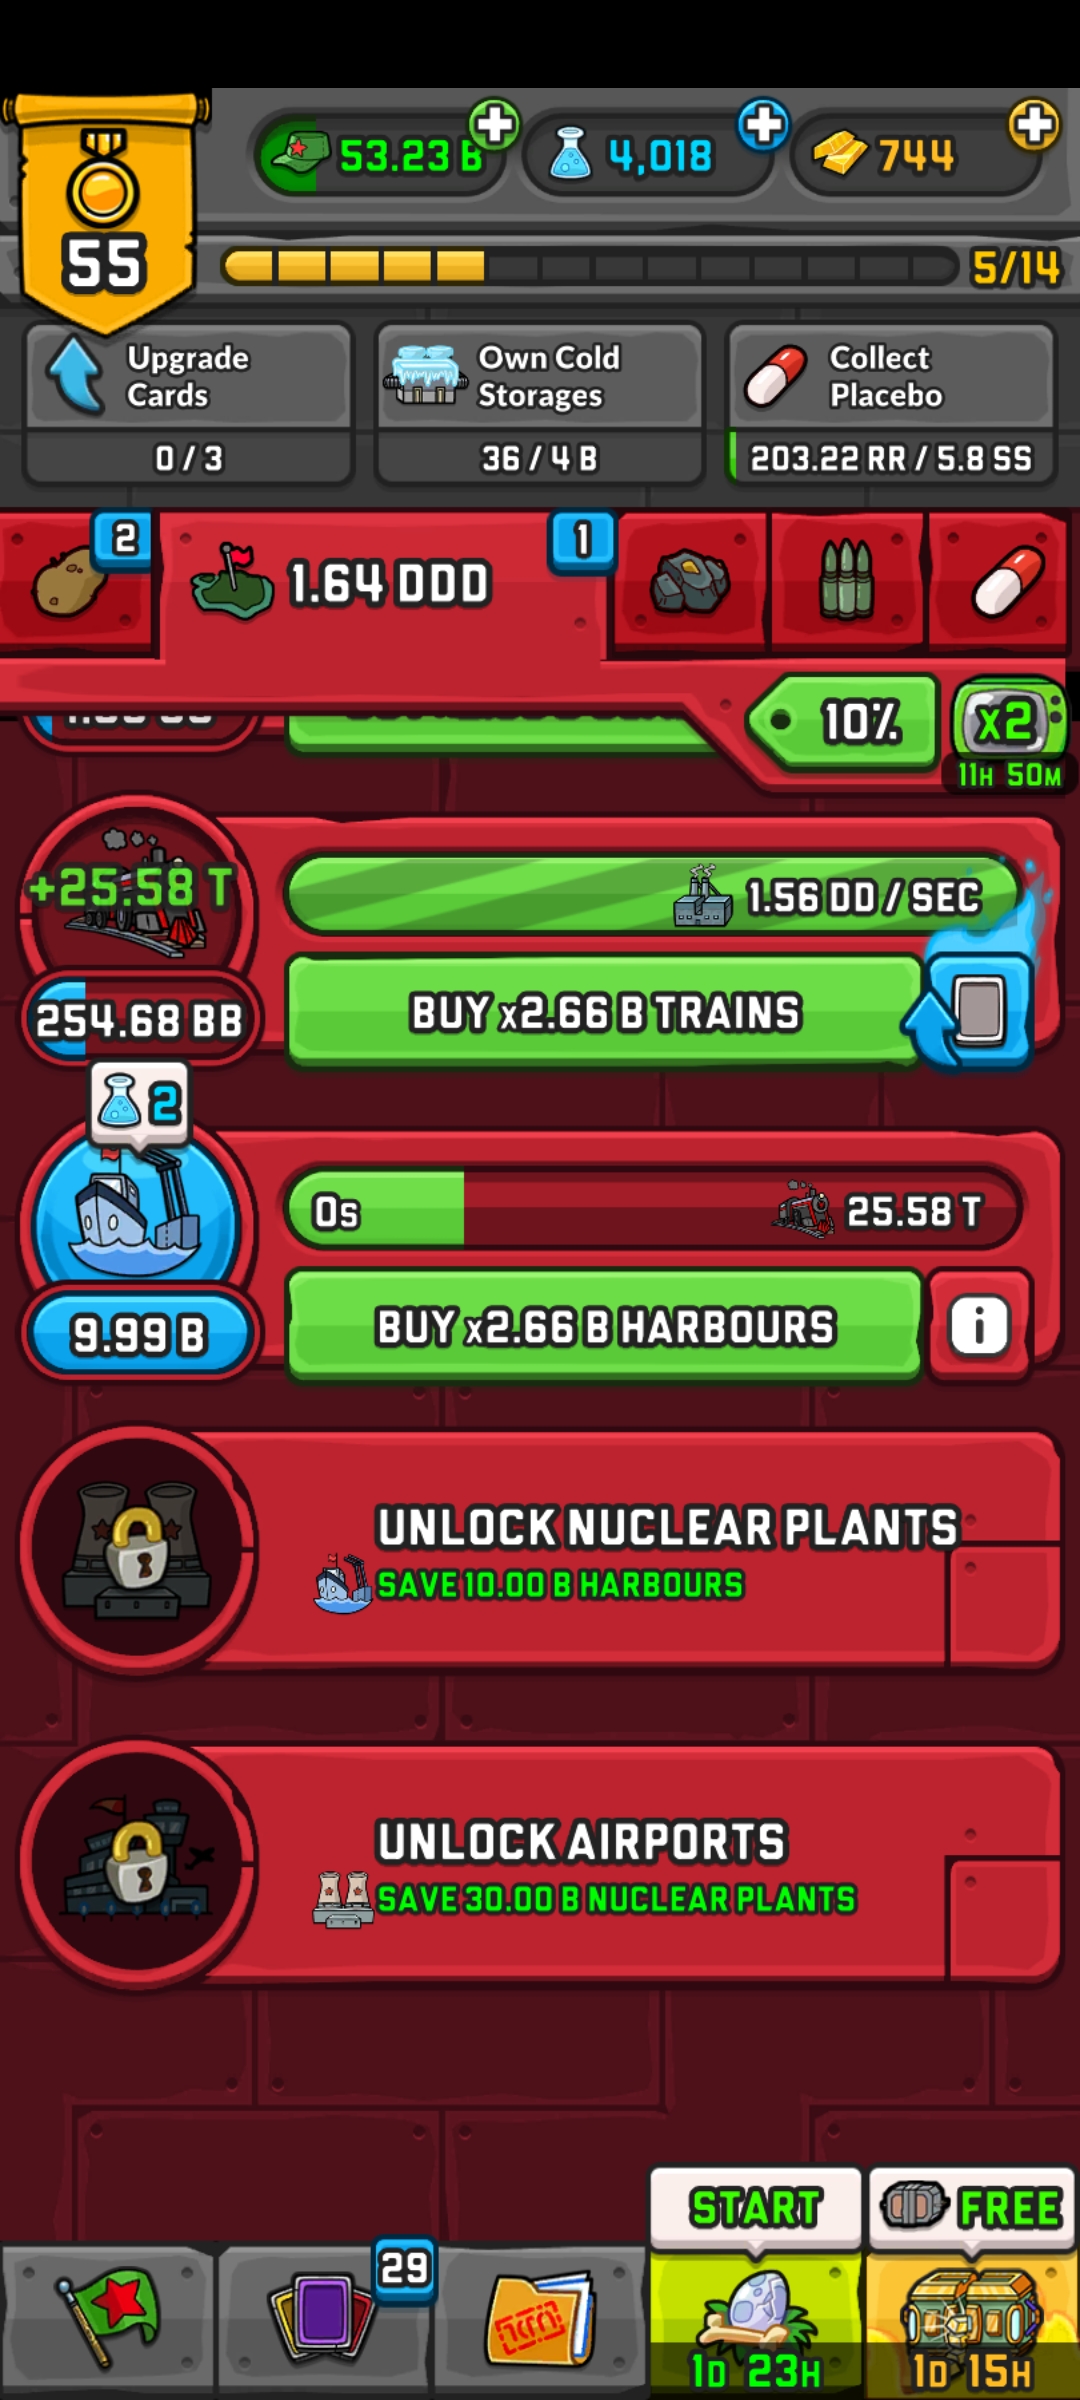 53.23 B
4,018
744
55
5/14
Upgrade
Cards
0 / 3
Own Cold
Storages
36 / 4 B
Collect
Placebo
203.22 RR / 5.8 SS
2
1.64 DDD
1
10%
x2
11H 50M
+25.58 T
1.56 DD / SEC
254.68 BB
BUY x2.66 B TRAINS
2
0s
25.58 T
9.99 B
BUY x2.66 B HARBOURS
i
UNLOCK NUCLEAR PLANTS
SAVE 10.00 B HARBOURS
UNLOCK AIRPORTS
SAVE 30.00 B NUCLEAR PLANTS
START
FREE
29
1D 23H
1D 15H